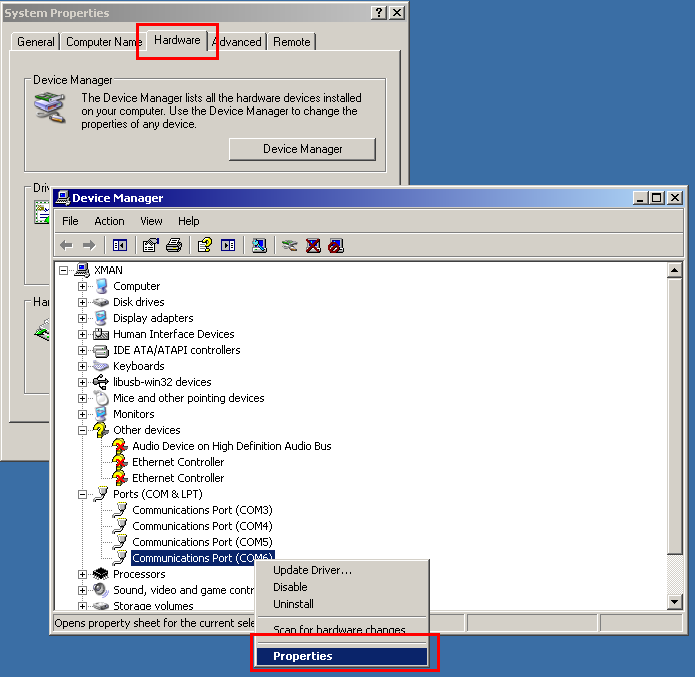 System Properties
General
Computer Name
Hardware
Advanced
Remote
Device Manager
The Device Manager lists all the hardware devices installed
on your computer. Use the Device Manager to change the
properties of any device.
Device Manager
Driv
Har
Device Manager
File Action View Help
XMAN
Computer
Disk drives
Display adapters
Human Interface Devices
IDE ATA/ATAPI controllers
Keyboards
libusb-win32 devices
Mice and other pointing devices
Monitors
Other devices
Audio Device on High Definition Audio Bus
Ethernet Controller
Ethernet Controller
Ports (COM & LPT)
Communications Port (COM3)
Communications Port (COM4)
Communications Port (COM5)
Communications Port (COM6)
Processors
Sound, video and game contr
Storage volumes
Update Driver...
Disable
Uninstall
Scan for hardware changes
Properties
Opens property sheet for the current sele